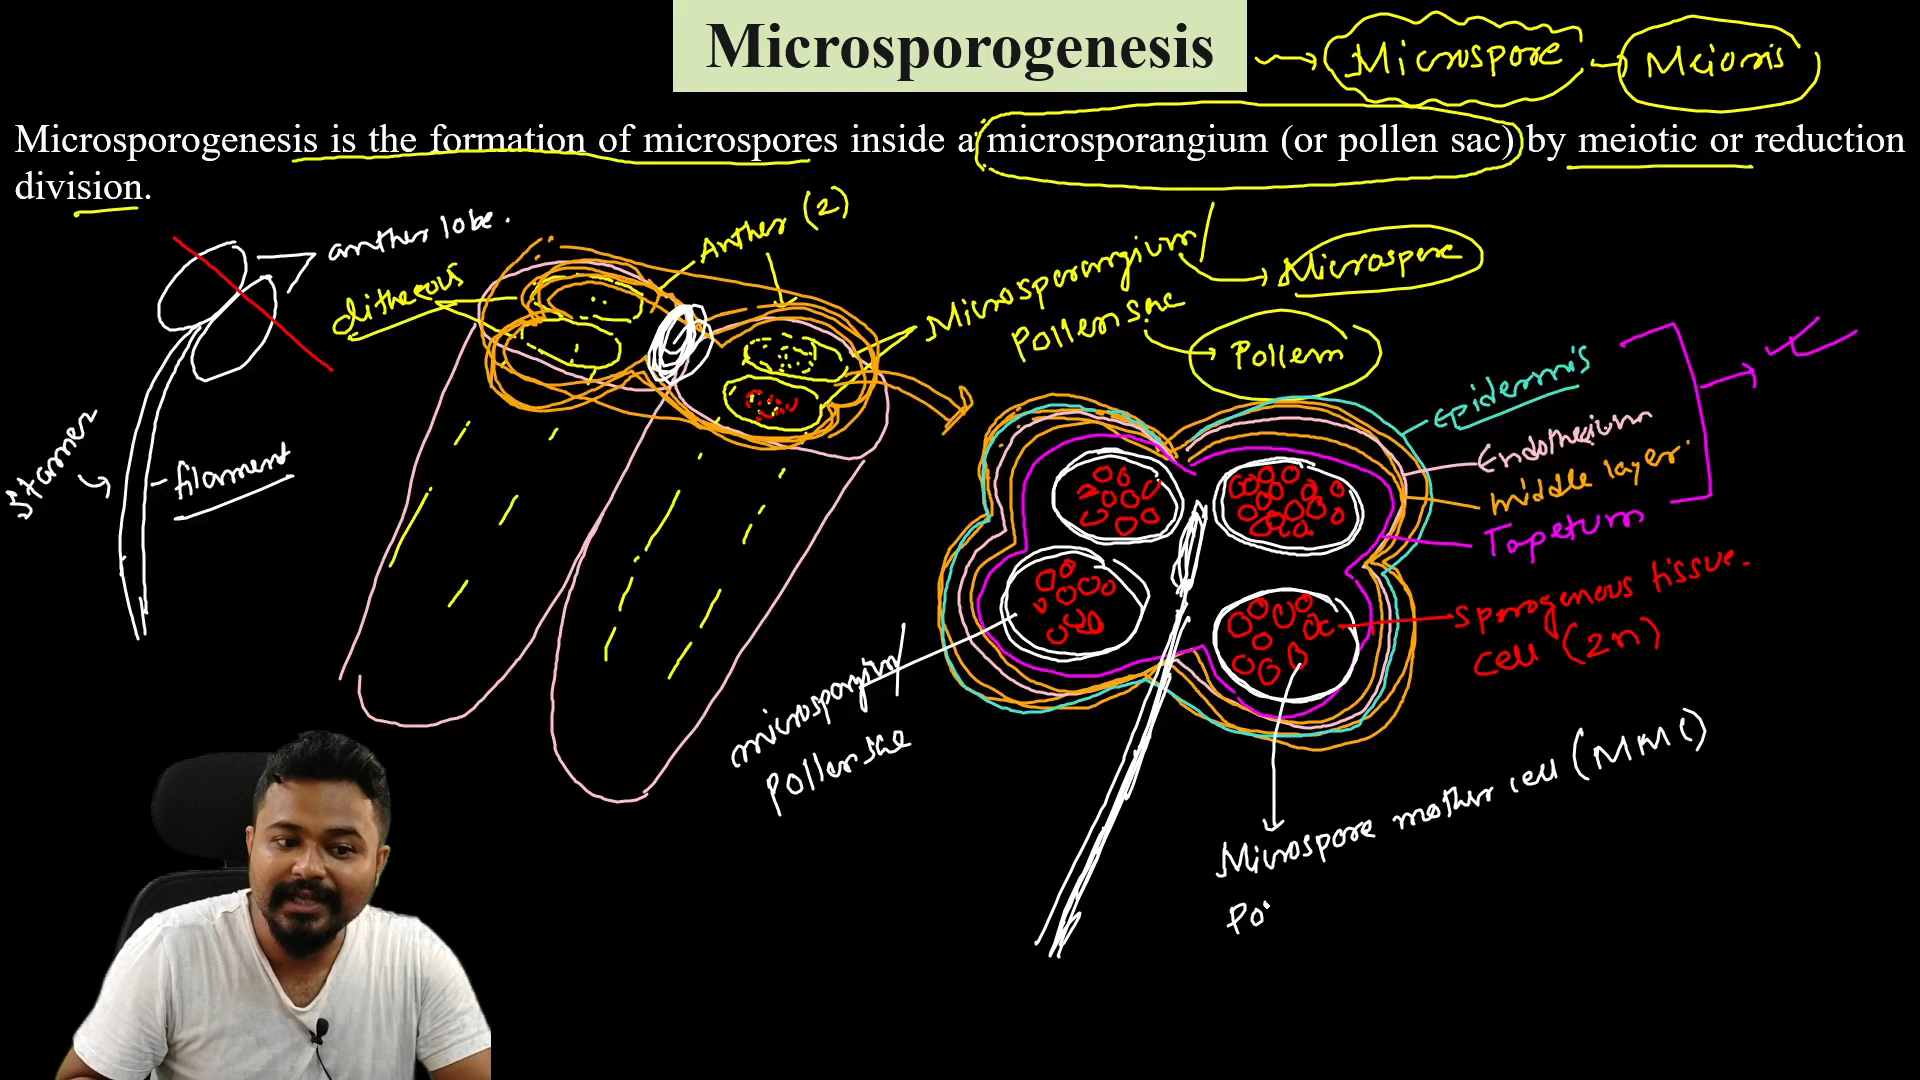 Microsporogenesis
Microspore
Meiosis
Microsporogenesis is the formation of microspores inside a microsporangium (or pollen sac) by meiotic or reduction
division.
anther lobe.
Anther (2)
ditheous
Microsporangium/
Pollen sac
Microspore
Pollen
Stamen
filament
epidermis
Endothecium
middle layer
Tapetum
sporogenous tissue.
cell (2n)
microsporangium/
Pollen sac
Microspore mother cell (MMC)
Po